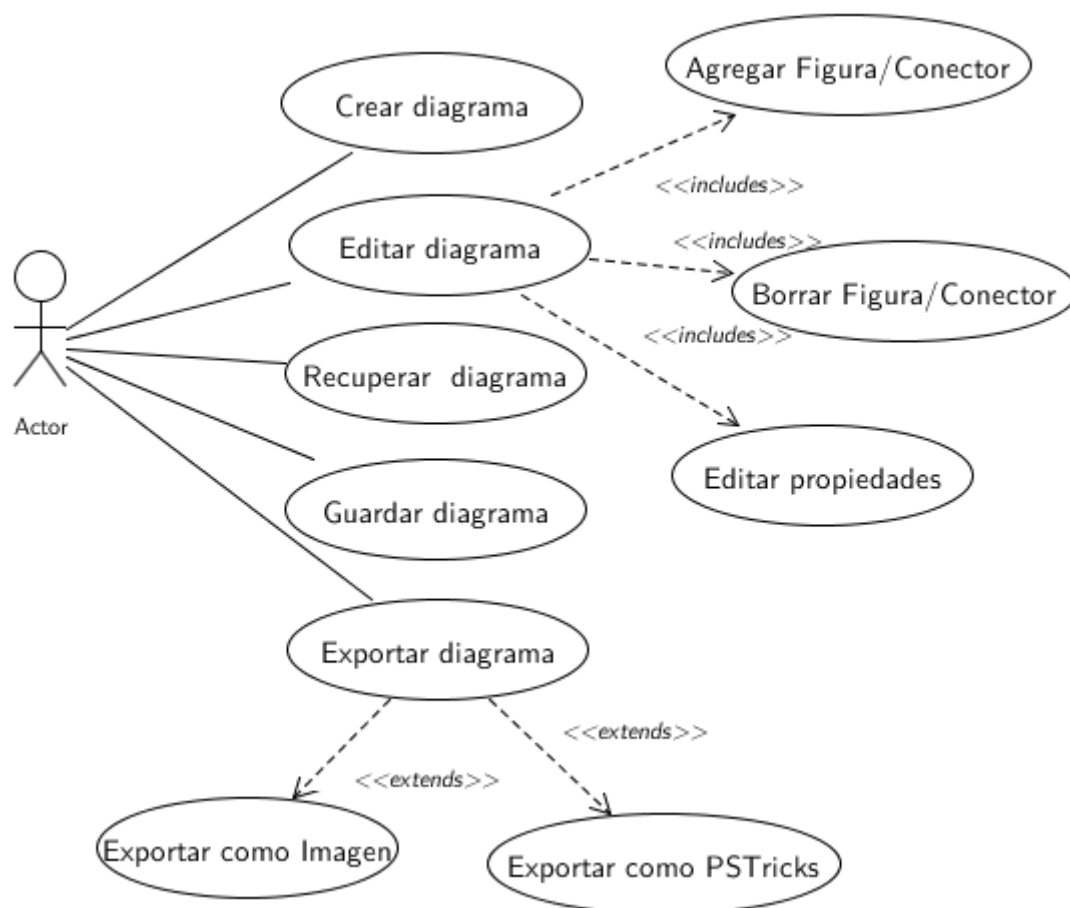 Agregar Figura/Conector
Crear diagrama
<<includes>>
Editar diagrama
<<includes>>
Borrar Figura/Conector
<<includes>>
Recuperar diagrama
Actor
Editar propiedades
Guardar diagrama
Exportar diagrama
<<extends>>
<<extends>>
Exportar como Imagen
Exportar como PSTricks